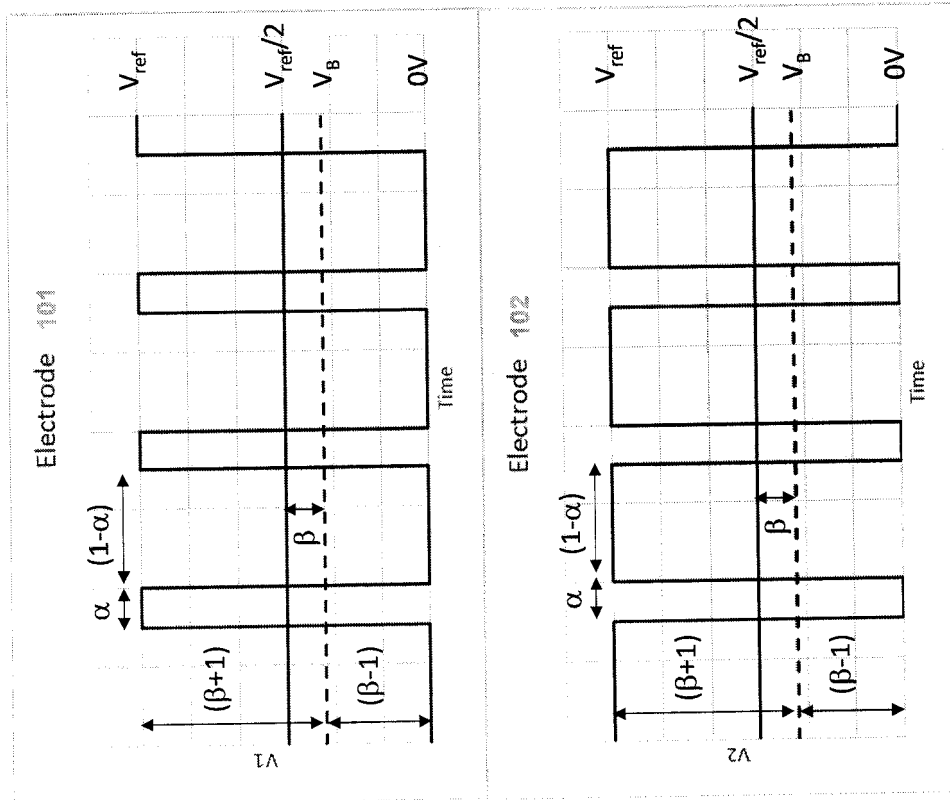 Electrode 101
V_ref
V_ref/2
V_B
0V
α
(1-α)
(β+1)
β
(β-1)
V1
Time
Electrode 102
V_ref
V_ref/2
V_B
0V
α
(1-α)
(β+1)
β
(β-1)
V2
Time